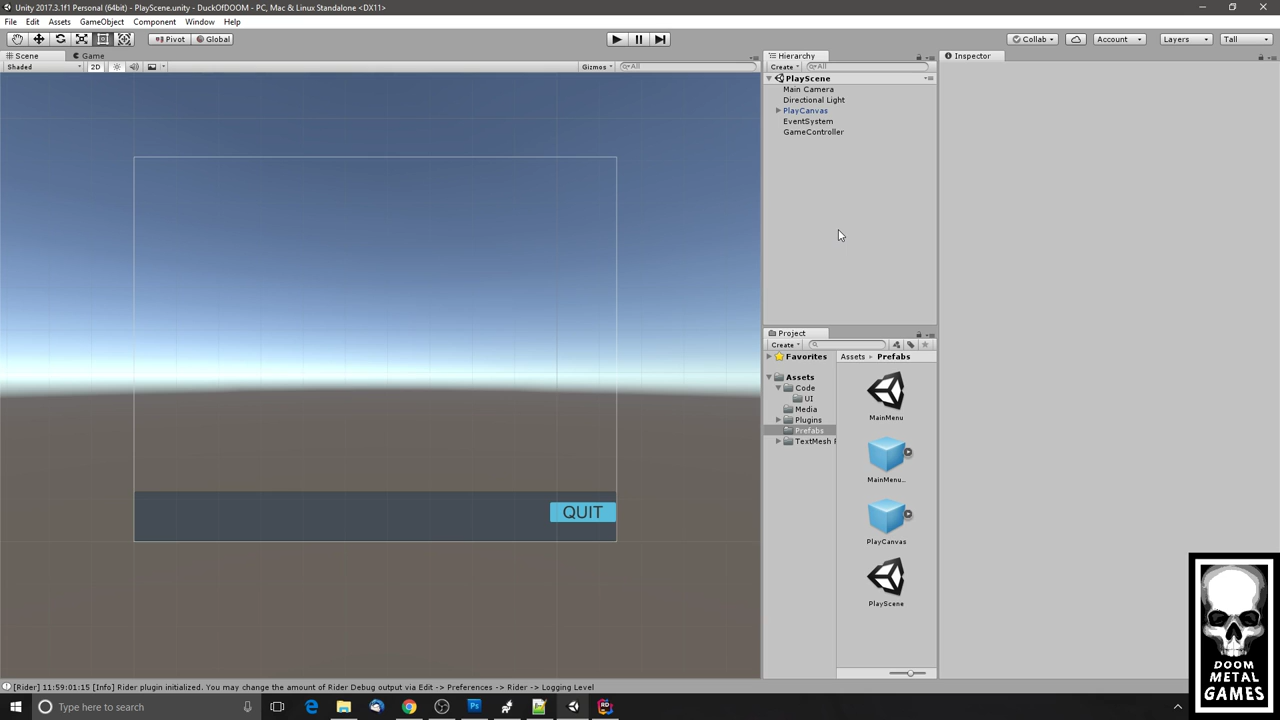 Unity 2017.3.1f1 Personal (64bit) - PlayScene.unity - DuckOfDOOM - PC, Mac & Linux Standalone <DX11>
File Edit Assets GameObject Component Window Help
Pivot Global Collab Account Layers Tall
Scene Game Hierarchy Inspector
Shaded 2D Gizmos All Create All
PlayScene
Main Camera
Directional Light
PlayCanvas
EventSystem
GameController
Project
Create
Favorites Assets Prefabs
Assets
Code
UI
Media
Plugins
Prefabs
TextMesh P
MainMenu
MainMenu...
PlayCanvas
PlayScene
QUIT
[Rider] 11:59:01:15 [Info] Rider plugin initialized. You may change the amount of Rider Debug output via Edit -> Preferences -> Rider -> Logging Level
Type here to search
DOOM
METAL
GAMES